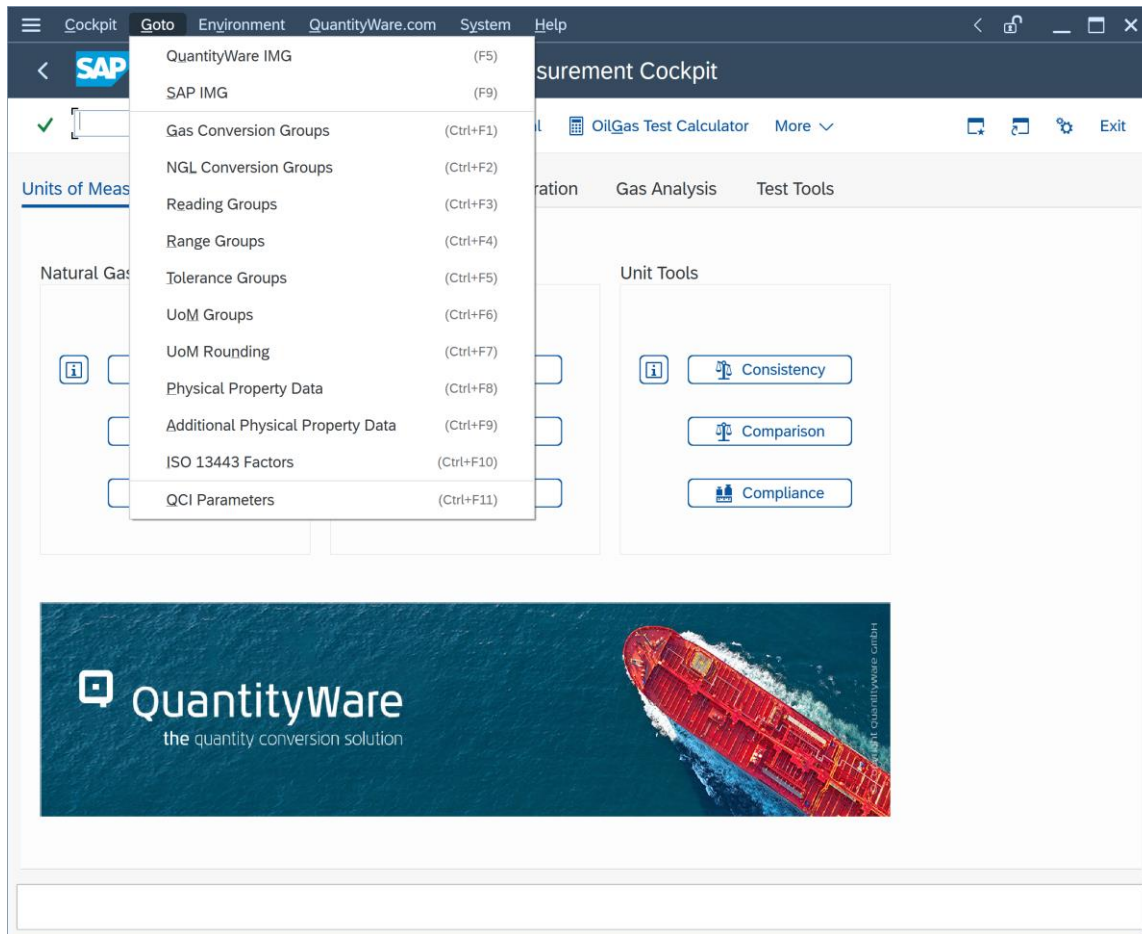 Cockpit Goto Environment QuantityWare.com System Help
SAP surement Cockpit
OilGas Test Calculator More Exit
QuantityWare IMG (F5)
SAP IMG (F9)
Gas Conversion Groups (Ctrl+F1)
NGL Conversion Groups (Ctrl+F2)
Reading Groups (Ctrl+F3)
Range Groups (Ctrl+F4)
Tolerance Groups (Ctrl+F5)
UoM Groups (Ctrl+F6)
UoM Rounding (Ctrl+F7)
Physical Property Data (Ctrl+F8)
Additional Physical Property Data (Ctrl+F9)
ISO 13443 Factors (Ctrl+F10)
QCI Parameters (Ctrl+F11)
Units of Meas ration Gas Analysis Test Tools
Natural Gas Unit Tools
Consistency
Comparison
Compliance
QuantityWare
the quantity conversion solution
QuantityWare GmbH